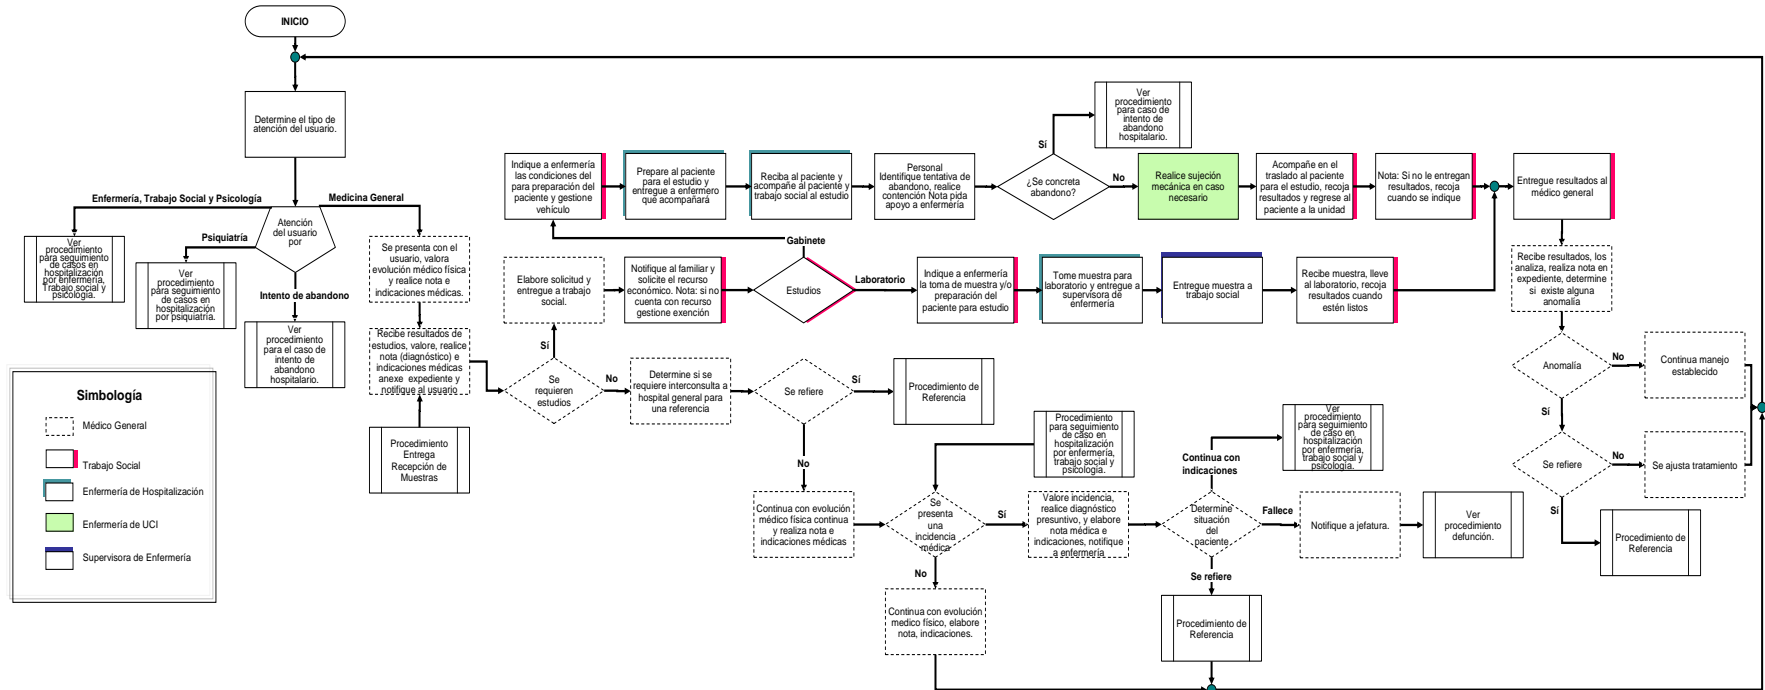 INICIO
Determine el tipo de
atención del usuario.
Enfermería, Trabajo Social y Psicología
Medicina General
Atención
del usuario
por
Psiquiatría
Intento de abandono
Ver
procedimiento
para seguimiento
de casos en
hospitalización
por enfermería,
Trabajo social y
psicología.
Ver
procedimiento
para seguimiento
de casos en
hospitalización
por psiquiatría.
Ver
procedimiento
para el caso de
intento de
abandono
hospitalario.
Se presenta con el
usuario, valora
evolución médico física
y realice nota e
indicaciones médicas.
Recibe resultados de
estudios, valore, realice
nota (diagnóstico) e
indicaciones médicas
anexe expediente y
notifique al usuario
Procedimiento
Entrega
Recepción de
Muestras
Simbología
Médico General
Trabajo Social
Enfermería de Hospitalización
Enfermería de UCI
Supervisora de Enfermería
Indique a enfermería
las condiciones del
para preparación del
paciente y gestione
vehículo
Prepare al paciente
para el estudio y
entregue a enfermero
que acompañará
Reciba al paciente y
acompañe al paciente y
trabajo social al estudio
Personal
Identifique tentativa de
abandono, realice
contención Nota pida
apoyo a enfermería
¿Se concreta
abandono?
Sí
No
Ver
procedimiento
para caso de
intento de
abandono
hospitalario.
Realice sujeción
mecánica en caso
necesario
Acompañe en el
traslado al paciente
para el estudio, recoja
resultados y regrese al
paciente a la unidad
Nota: Si no le entregan
resultados, recoja
cuando se indique
Entregue resultados al
médico general
Elabore solicitud y
entregue a trabajo
social.
Notifique al familiar y
solicite el recurso
económico. Nota: si no
cuenta con recurso
gestione exención
Gabinete
Estudios
Laboratorio
Indique a enfermería
la toma de muestra y/o
preparación del
paciente para estudio
Tome muestra para
laboratorio y entregue a
supervisora de
enfermería
Entregue muestra a
trabajo social
Recibe muestra, lleve
al laboratorio, recoja
resultados cuando
estén listos
Recibe resultados, los
analiza, realiza nota en
expediente, determine
si existe alguna
anomalía
Sí
Se
requieren
estudios
No
Determine si se
requiere interconsulta a
hospital general para
una referencia
Se refiere
Sí
Procedimiento de
Referencia
No
Anomalía
No
Continua manejo
establecido
Sí
Se refiere
No
Se ajusta tratamiento
Sí
Procedimiento de
Referencia
Procedimiento
para seguimiento
de caso en
hospitalización
por enfermería,
trabajo social y
psicología.
Continua con
indicaciones
Ver
procedimiento
para seguimiento
de caso en
hospitalización
por enfermería,
trabajo social y
psicología.
Continua con evolución
médico física continua
y realiza nota e
indicaciones médicas
Se
presenta
una
incidencia
médica
Sí
Valore incidencia,
realice diagnóstico
presuntivo, y elabore
nota médica e
indicaciones, notifique
a enfermería
Determine
situación
del
paciente
Fallece
Notifique a jefatura.
Ver
procedimiento
defunción.
No
Se refiere
Continua con evolución
medico físico, elabore
nota, indicaciones.
Procedimiento de
Referencia